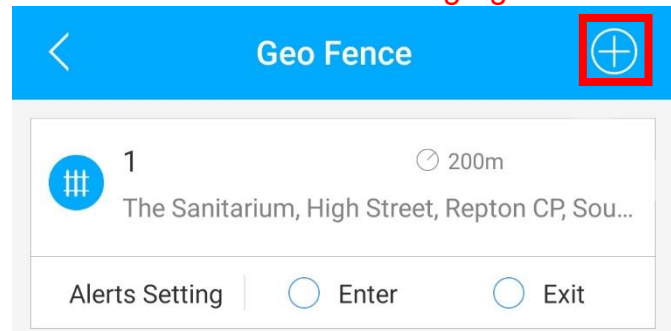 Geo Fence
1 200m
The Sanitarium, High Street, Repton CP, Sou...
Alerts Setting Enter Exit